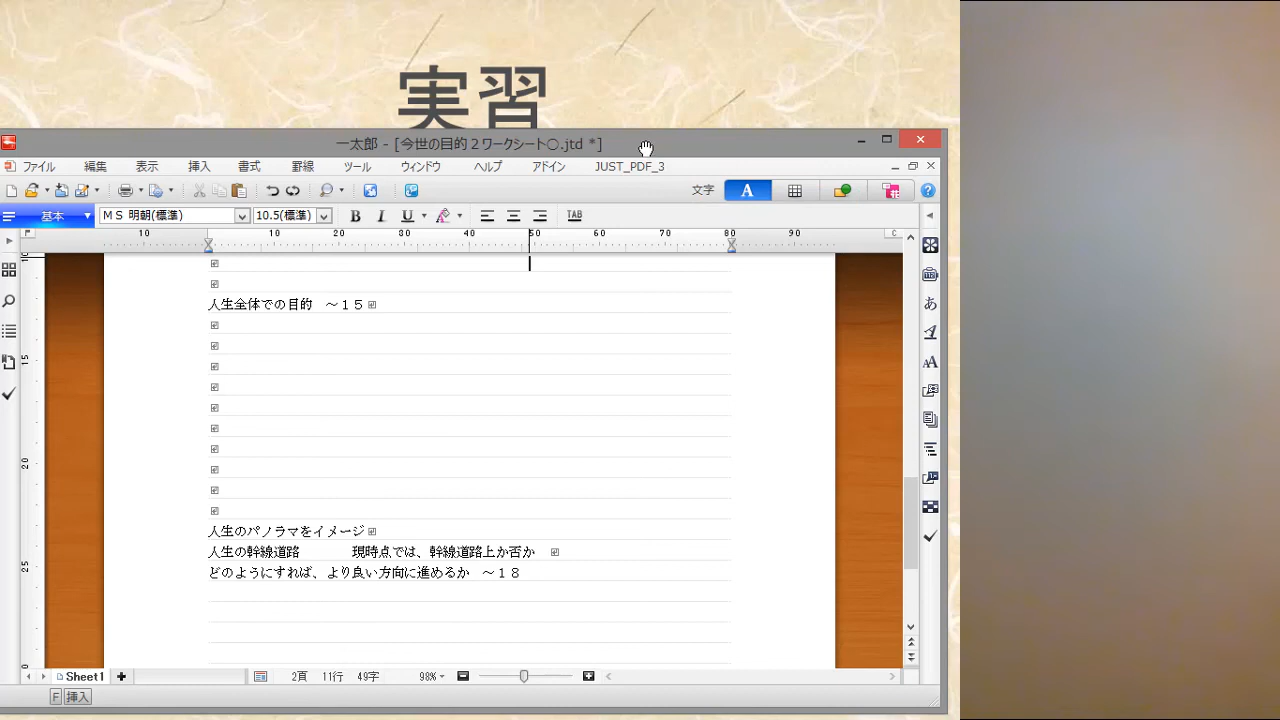 実習
一太郎 - [今世の目的２ワークシート○.jtd *]
ファイル 編集 表示 挿入 書式 罫線 ツール ウィンドウ ヘルプ アドイン JUST_PDF_3
文字 A
基本 ＭＳ 明朝(標準) 10.5(標準) B I U TAB
10 10 20 30 40 50 60 70 80 90
人生全体での目的　～１５
15
20
人生のパノラマをイメージ
人生の幹線道路　　　　現時点では、幹線道路上か否か
25
どのようにすれば、より良い方向に進めるか　～１８
Sheet1 2頁 11行 49字 98%
F 挿入